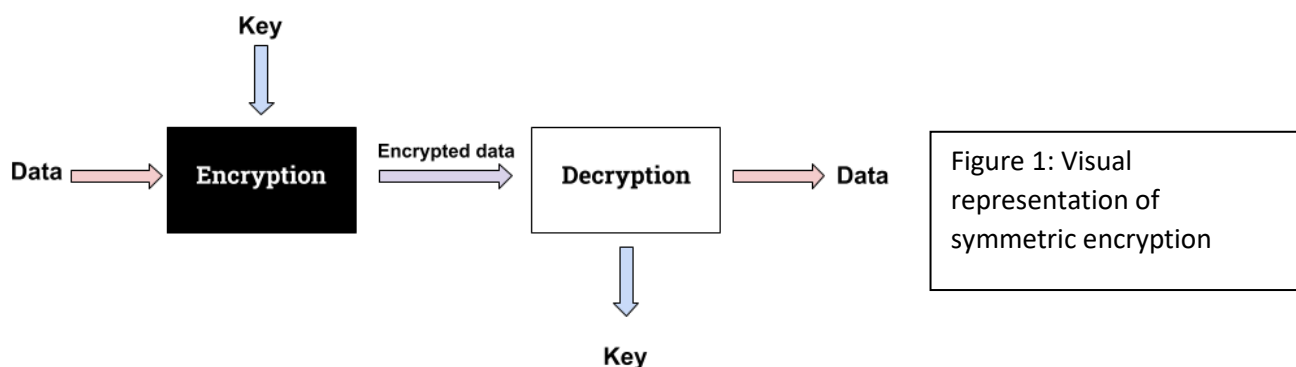 Key
Data
Encryption
Encrypted data
Decryption
Data
Key
Figure 1: Visual
representation of
symmetric encryption